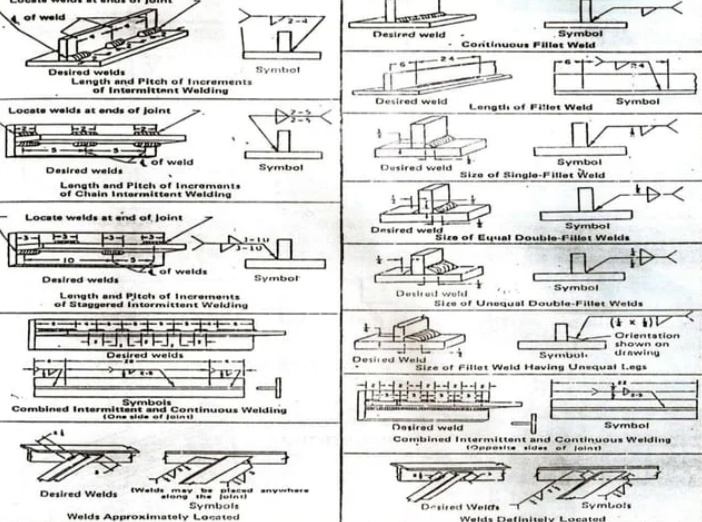 Locate welds at ends of joint
of weld
4
2-4
Desired welds
Symbol
Length and Pitch of Increments
of Intermittent Welding
Locate welds at ends of joint
2
2
2
5
5
2-5
2-5
of weld
Desired welds
Symbol
Length and Pitch of Increments
of Chain Intermittent Welding
Locate welds at end of joint
3
3
3
3
10
5
3-10
3-10
of welds
Desired welds
Symbol
Length and Pitch of Increments
of Staggered Intermittent Welding
Desired welds
Symbols
Combined Intermittent and Continuous Welding
(One side of joint)
Desired Welds
(Welds may be placed anywhere
along the joint)
Symbols
Welds Approximately Located
Desired weld
Symbol
Continuous Fillet Weld
6
24
6
24
Desired weld
Symbol
Length of Fillet Weld
Desired weld
Symbol
Size of Single-Fillet Weld
Desired weld
Symbol
Size of Equal Double-Fillet Welds
Desired weld
Symbol
Size of Unequal Double-Fillet Welds
Orientation
shown on
drawing
Desired Weld
Symbol
Size of Fillet Weld Having Unequal Legs
Desired weld
Symbol
Combined Intermittent and Continuous Welding
(Opposite sides of joint)
Desired Welds
Symbols
Welds Definitely Located